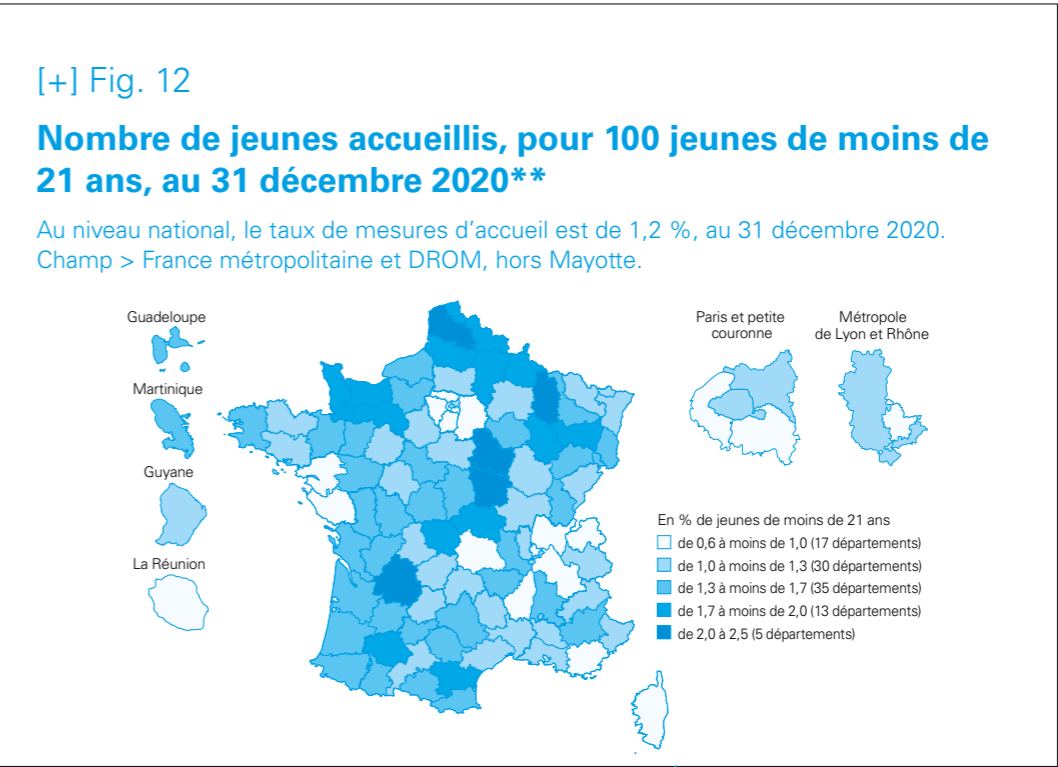 [+] Fig. 12
Nombre de jeunes accueillis, pour 100 jeunes de moins de
21 ans, au 31 décembre 2020**
Au niveau national, le taux de mesures d’accueil est de 1,2 %, au 31 décembre 2020.
Champ > France métropolitaine et DROM, hors Mayotte.
Guadeloupe
Martinique
Guyane
La Réunion
Paris et petite
couronne
Métropole
de Lyon et Rhône
En % de jeunes de moins de 21 ans
de 0,6 à moins de 1,0 (17 départements)
de 1,0 à moins de 1,3 (30 départements)
de 1,3 à moins de 1,7 (35 départements)
de 1,7 à moins de 2,0 (13 départements)
de 2,0 à 2,5 (5 départements)